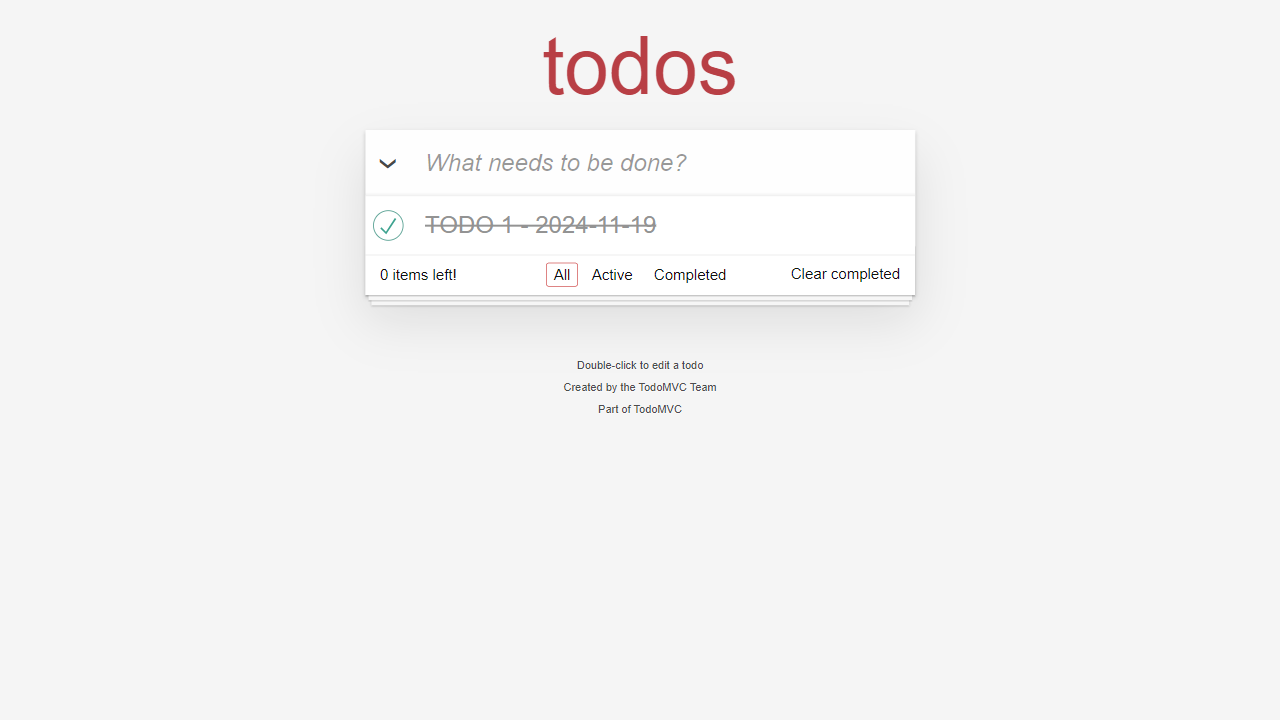 todos
What needs to be done?
TODO 1 - 2024-11-19
0 items left! All Active Completed Clear completed
Double-click to edit a todo
Created by the TodoMVC Team
Part of TodoMVC